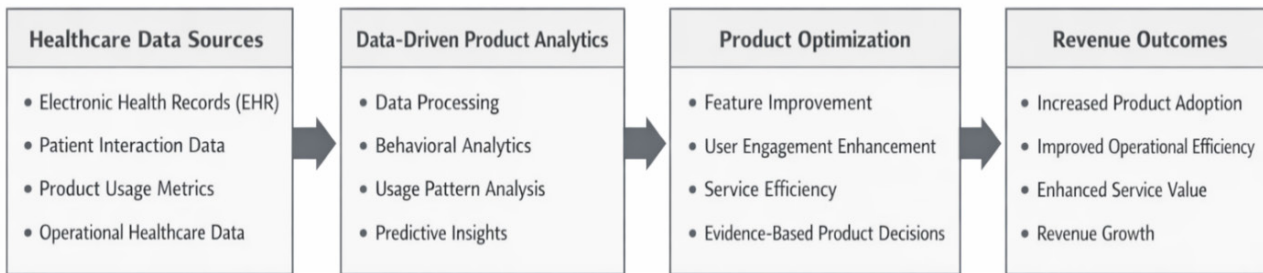 Healthcare Data Sources
• Electronic Health Records (EHR)
• Patient Interaction Data
• Product Usage Metrics
• Operational Healthcare Data
Data-Driven Product Analytics
• Data Processing
• Behavioral Analytics
• Usage Pattern Analysis
• Predictive Insights
Product Optimization
• Feature Improvement
• User Engagement Enhancement
• Service Efficiency
• Evidence-Based Product Decisions
Revenue Outcomes
• Increased Product Adoption
• Improved Operational Efficiency
• Enhanced Service Value
• Revenue Growth